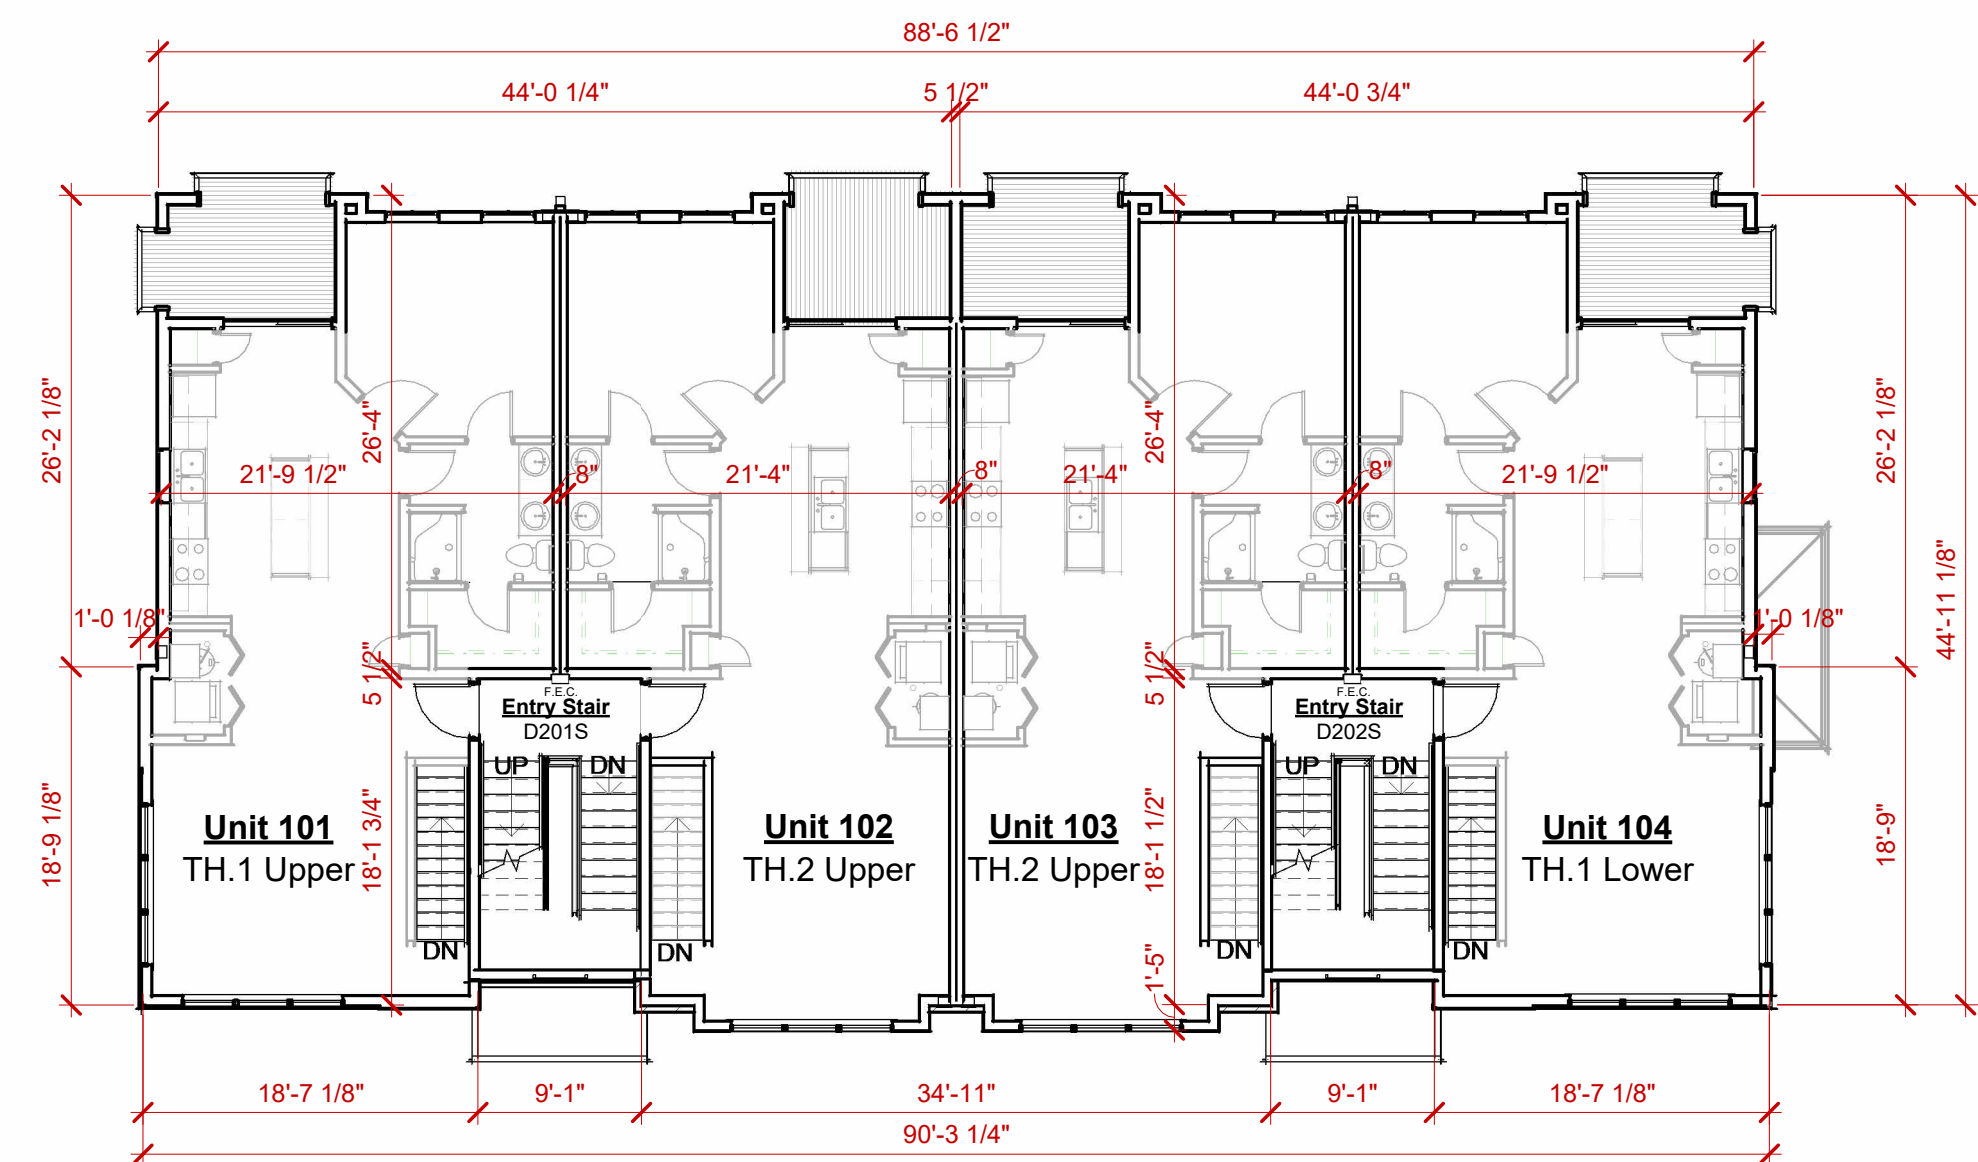 88'-6 1/2"
44'-0 1/4"
5 1/2"
44'-0 3/4"
26'-2 1/8"
26'-4"
26'-4"
26'-2 1/8"
21'-9 1/2"
8"
21'-4"
8"
21'-4"
8"
21'-9 1/2"
44'-11 1/8"
1'-0 1/8"
1'-0 1/8"
5 1/2"
5 1/2"
F.E.C.
Entry Stair
D201S
F.E.C.
Entry Stair
D202S
UP
DN
UP
DN
18'-9 1/8"
Unit 101
TH.1 Upper
18'-1 3/4"
Unit 102
TH.2 Upper
Unit 103
TH.2 Upper
18'-1 1/2"
Unit 104
TH.1 Lower
18'-9"
DN
DN
DN
DN
1'-5"
18'-7 1/8"
9'-1"
34'-11"
9'-1"
18'-7 1/8"
90'-3 1/4"